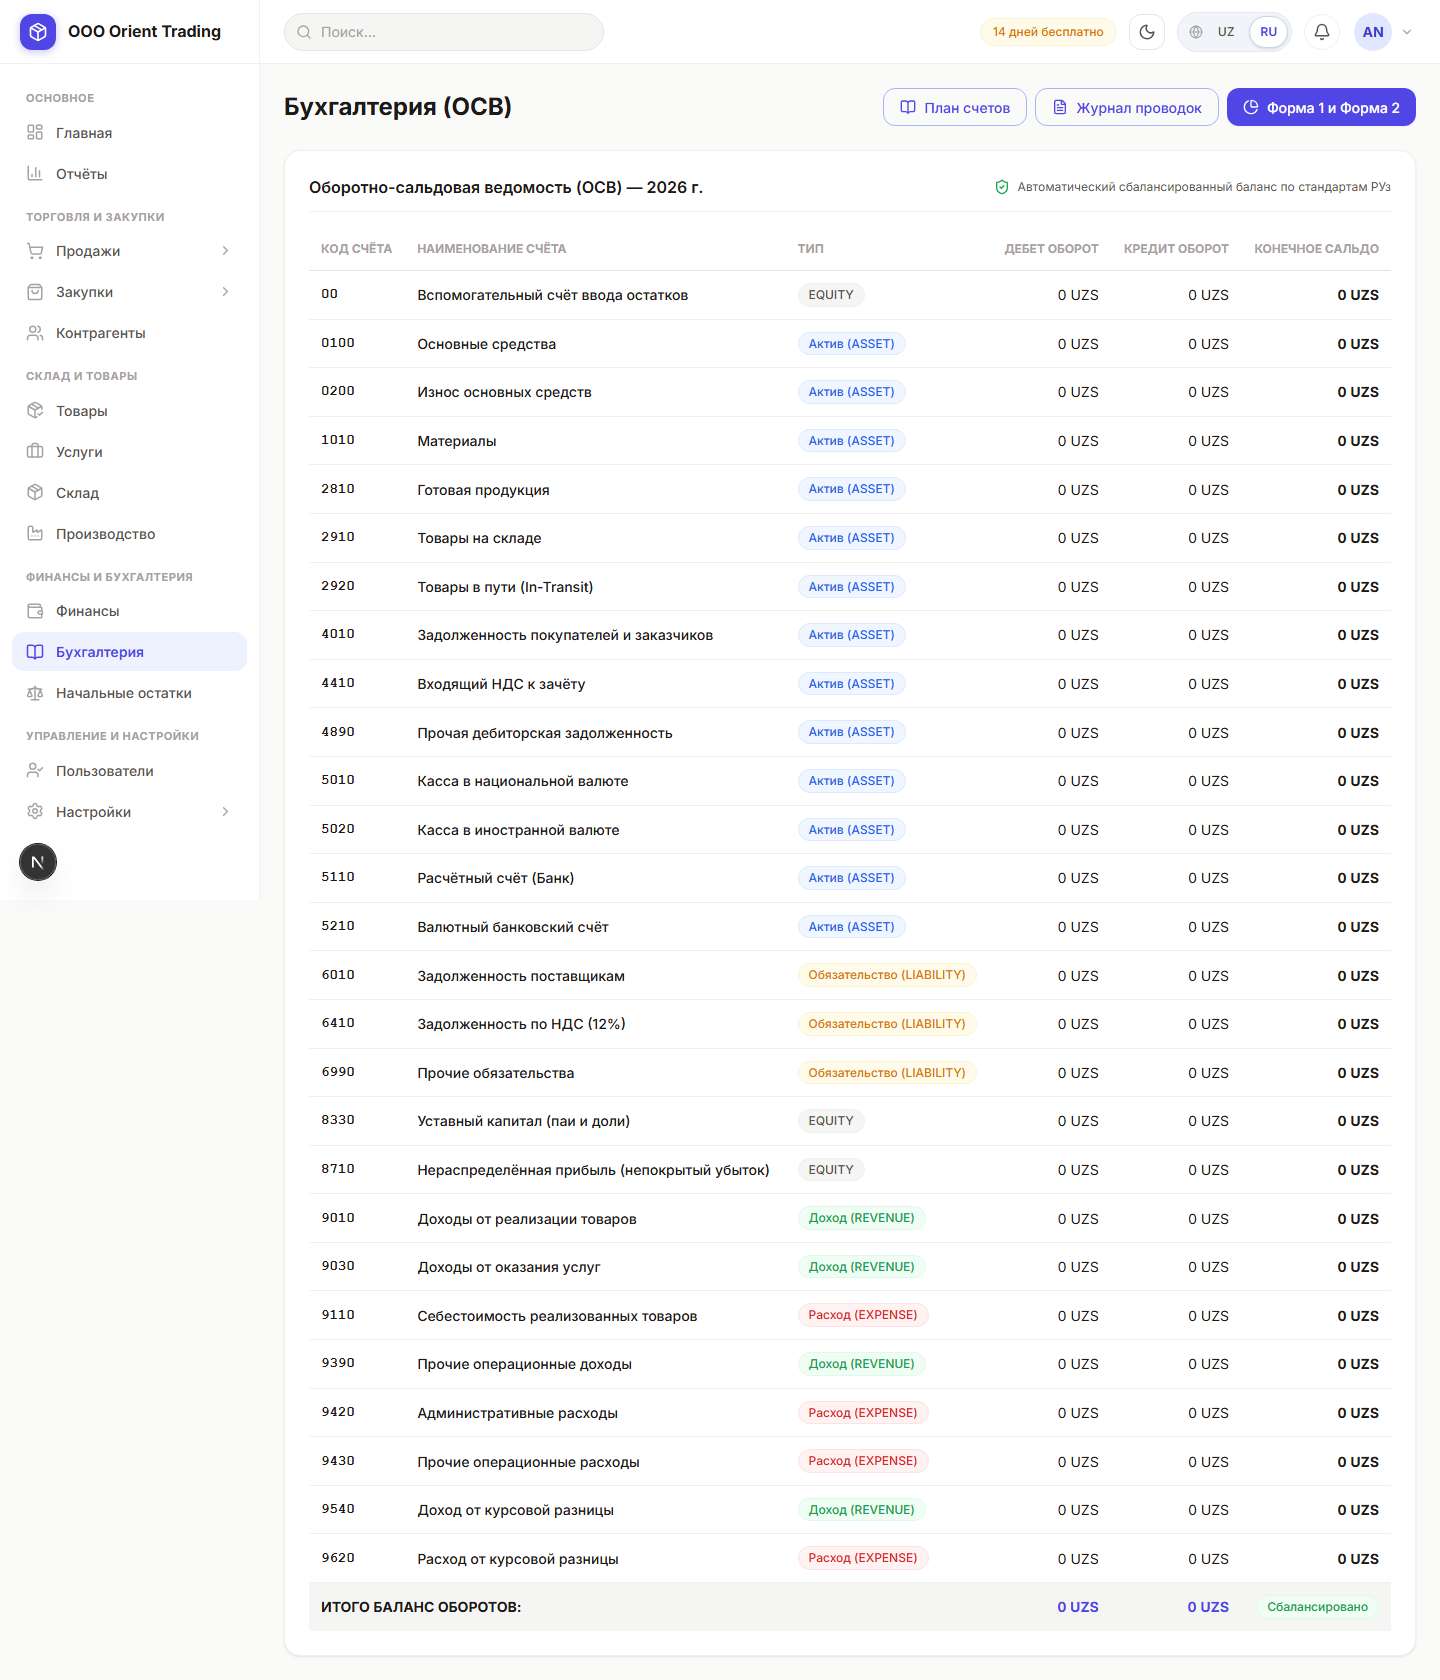 ООО Orient Trading
Поиск...
14 дней бесплатно
UZ
RU
AN
ОСНОВНОЕ
Главная
Отчёты
ТОРГОВЛЯ И ЗАКУПКИ
Продажи
Закупки
Контрагенты
СКЛАД И ТОВАРЫ
Товары
Услуги
Склад
Производство
ФИНАНСЫ И БУХГАЛТЕРИЯ
Финансы
Бухгалтерия
Начальные остатки
УПРАВЛЕНИЕ И НАСТРОЙКИ
Пользователи
Настройки
N
Бухгалтерия (ОСВ)
План счетов
Журнал проводок
Форма 1 и Форма 2
Оборотно-сальдовая ведомость (ОСВ) — 2026 г.
Автоматический сбалансированный баланс по стандартам РУз
КОД СЧЁТА НАИМЕНОВАНИЕ СЧЁТА ТИП ДЕБЕТ ОБОРОТ КРЕДИТ ОБОРОТ КОНЕЧНОЕ САЛЬДО
00 Вспомогательный счёт ввода остатков EQUITY 0 UZS 0 UZS 0 UZS
0100 Основные средства Актив (ASSET) 0 UZS 0 UZS 0 UZS
0200 Износ основных средств Актив (ASSET) 0 UZS 0 UZS 0 UZS
1010 Материалы Актив (ASSET) 0 UZS 0 UZS 0 UZS
2810 Готовая продукция Актив (ASSET) 0 UZS 0 UZS 0 UZS
2910 Товары на складе Актив (ASSET) 0 UZS 0 UZS 0 UZS
2920 Товары в пути (In-Transit) Актив (ASSET) 0 UZS 0 UZS 0 UZS
4010 Задолженность покупателей и заказчиков Актив (ASSET) 0 UZS 0 UZS 0 UZS
4410 Входящий НДС к зачёту Актив (ASSET) 0 UZS 0 UZS 0 UZS
4890 Прочая дебиторская задолженность Актив (ASSET) 0 UZS 0 UZS 0 UZS
5010 Касса в национальной валюте Актив (ASSET) 0 UZS 0 UZS 0 UZS
5020 Касса в иностранной валюте Актив (ASSET) 0 UZS 0 UZS 0 UZS
5110 Расчётный счёт (Банк) Актив (ASSET) 0 UZS 0 UZS 0 UZS
5210 Валютный банковский счёт Актив (ASSET) 0 UZS 0 UZS 0 UZS
6010 Задолженность поставщикам Обязательство (LIABILITY) 0 UZS 0 UZS 0 UZS
6410 Задолженность по НДС (12%) Обязательство (LIABILITY) 0 UZS 0 UZS 0 UZS
6990 Прочие обязательства Обязательство (LIABILITY) 0 UZS 0 UZS 0 UZS
8330 Уставный капитал (паи и доли) EQUITY 0 UZS 0 UZS 0 UZS
8710 Нераспределённая прибыль (непокрытый убыток) EQUITY 0 UZS 0 UZS 0 UZS
9010 Доходы от реализации товаров Доход (REVENUE) 0 UZS 0 UZS 0 UZS
9030 Доходы от оказания услуг Доход (REVENUE) 0 UZS 0 UZS 0 UZS
9110 Себестоимость реализованных товаров Расход (EXPENSE) 0 UZS 0 UZS 0 UZS
9390 Прочие операционные доходы Доход (REVENUE) 0 UZS 0 UZS 0 UZS
9420 Административные расходы Расход (EXPENSE) 0 UZS 0 UZS 0 UZS
9430 Прочие операционные расходы Расход (EXPENSE) 0 UZS 0 UZS 0 UZS
9540 Доход от курсовой разницы Доход (REVENUE) 0 UZS 0 UZS 0 UZS
9620 Расход от курсовой разницы Расход (EXPENSE) 0 UZS 0 UZS 0 UZS
ИТОГО БАЛАНС ОБОРОТОВ: 0 UZS 0 UZS Сбалансировано